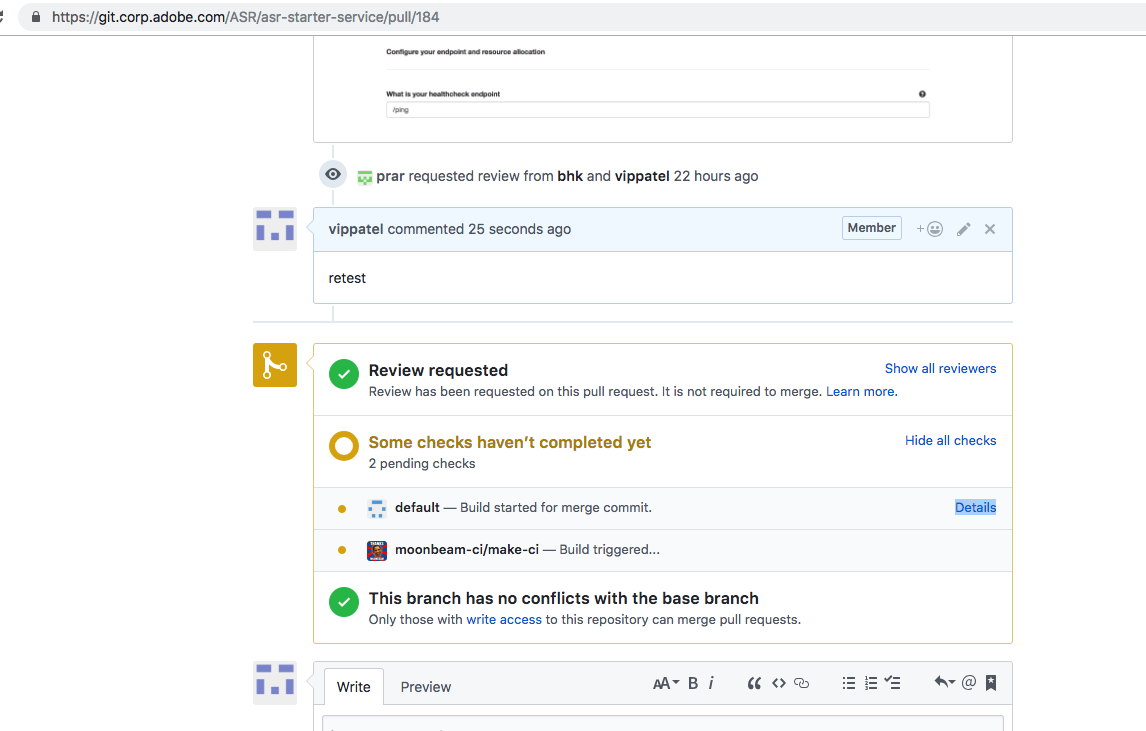 https://git.corp.adobe.com/ASR/asr-starter-service/pull/184
Configure your endpoint and resource allocation
What is your healthcheck endpoint
/ping
prar requested review from bhk and vippatel 22 hours ago
vippatel commented 25 seconds ago Member
retest
Review requested Show all reviewers
Review has been requested on this pull request. It is not required to merge. Learn more.
Some checks haven’t completed yet Hide all checks
2 pending checks
default — Build started for merge commit. Details
moonbeam-ci/make-ci — Build triggered...
This branch has no conflicts with the base branch
Only those with write access to this repository can merge pull requests.
Write Preview AA B i